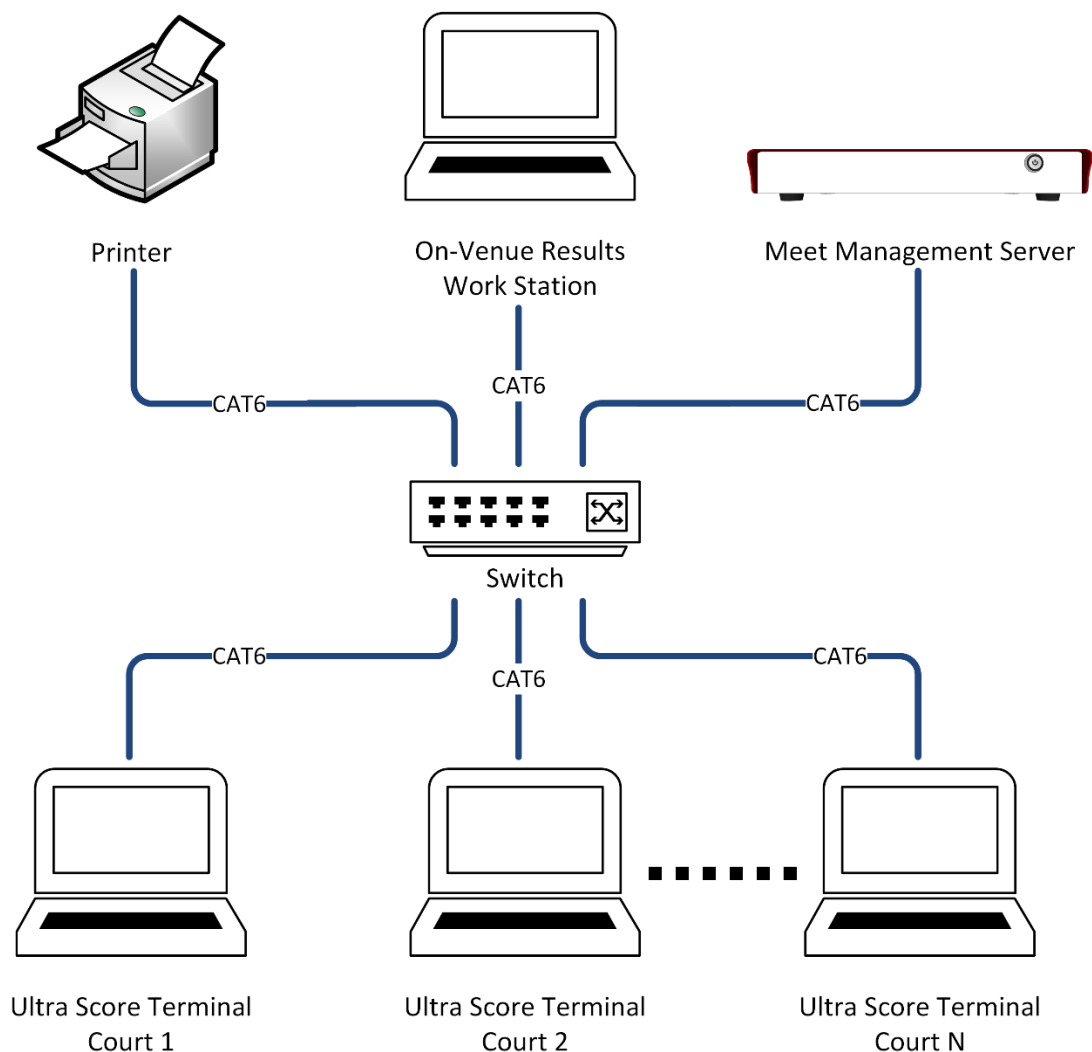 Printer
On-Venue Results
Work Station
Meet Management Server
CAT6
CAT6
CAT6
Switch
CAT6
CAT6
CAT6
Ultra Score Terminal
Court 1
Ultra Score Terminal
Court 2
Ultra Score Terminal
Court N